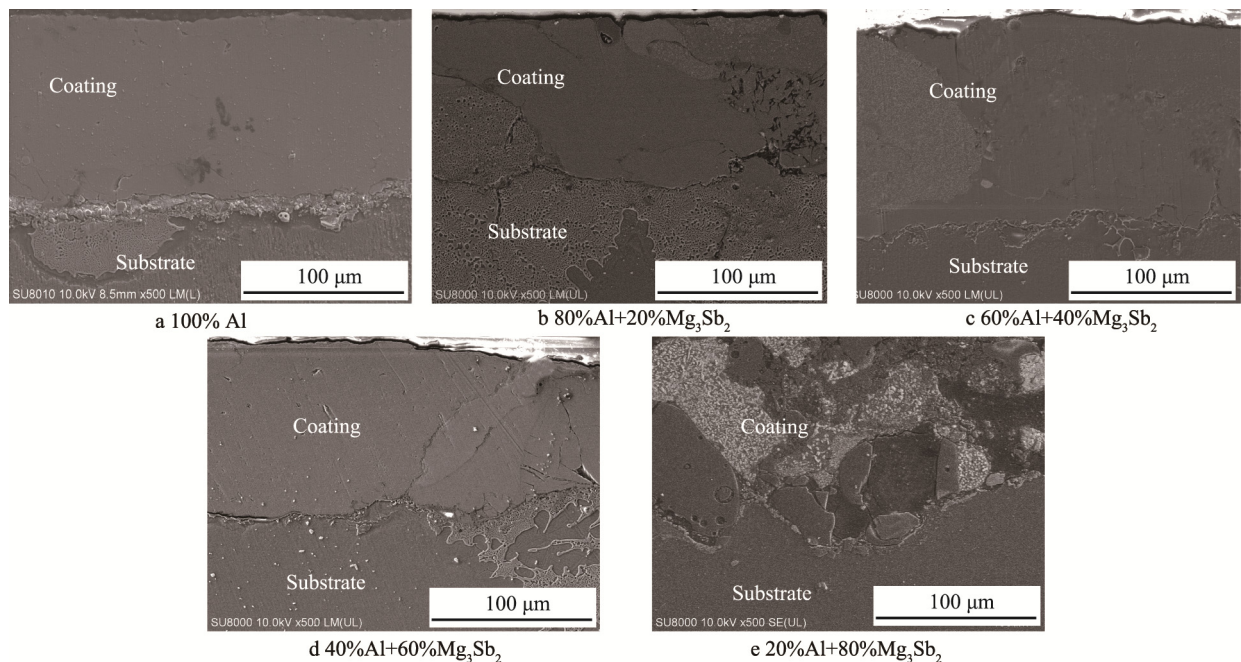 Coating
Substrate
100 μm
SU8010 10.0kV 8.5mm x500 LM(L)
a 100% Al
Coating
Substrate
100 μm
SU8000 10.0kV x500 LM(UL)
b 80%Al+20%Mg₃Sb₂
Coating
Substrate
100 μm
SU8000 10.0kV x500 LM(UL)
c 60%Al+40%Mg₃Sb₂
Coating
Substrate
100 μm
SU8000 10.0kV x500 LM(UL)
d 40%Al+60%Mg₃Sb₂
Coating
Substrate
100 μm
SU8000 10.0kV x500 SE(UL)
e 20%Al+80%Mg₃Sb₂